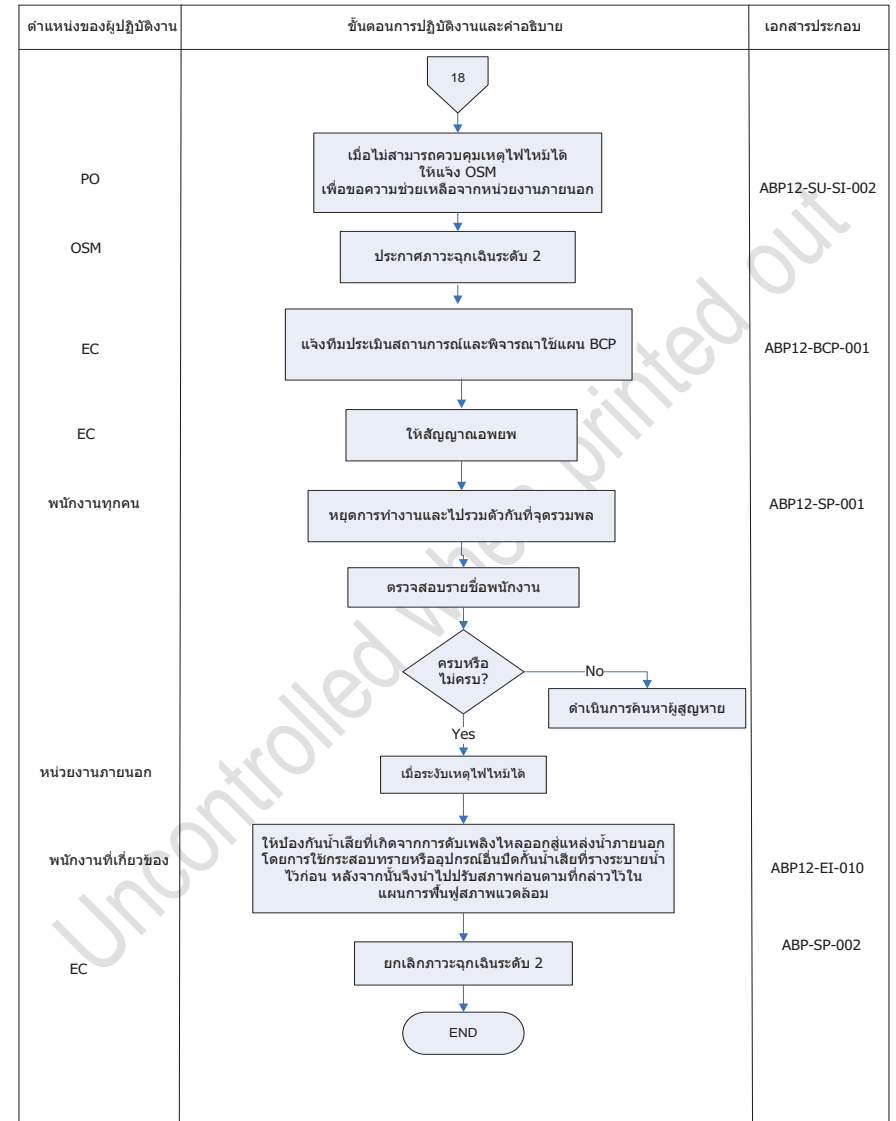 ตำแหน่งของผู้ปฏิบัติงาน
ขั้นตอนการปฏิบัติงานและคำอธิบาย
เอกสารประกอบ
18
PO
เมื่อไม่สามารถควบคุมเหตุไฟไหม้ได้
ให้แจ้ง OSM
เพื่อขอความช่วยเหลือจากหน่วยงานภายนอก
ABP12-SU-SI-002
OSM
ประกาศภาวะฉุกเฉินระดับ 2
EC
แจ้งทีมประเมินสถานการณ์และพิจารณาใช้แผน BCP
ABP12-BCP-001
EC
ให้สัญญาณอพยพ
พนักงานทุกคน
หยุดการทำงานและไปรวมตัวกันที่จุดรวมพล
ABP12-SP-001
ตรวจสอบรายชื่อพนักงาน
ครบหรือ
ไม่ครบ?
No
ดำเนินการค้นหาผู้สูญหาย
Yes
หน่วยงานภายนอก
เมื่อระงับเหตุไฟไหม้ได้
พนักงานที่เกี่ยวข้อง
ให้ป้องกันน้ำเสียที่เกิดจากการดับเพลิงไหลออกสู่แหล่งน้ำภายนอก
โดยการใช้กระสอบทรายหรืออุปกรณ์อื่นปิดกั้นน้ำเสียที่รางระบายน้ำ
ไว้ก่อน หลังจากนั้นจึงนำไปปรับสภาพก่อนตามที่กล่าวไว้ใน
แผนการฟื้นฟูสภาพแวดล้อม
ABP12-EI-010
EC
ยกเลิกภาวะฉุกเฉินระดับ 2
ABP-SP-002
END
Uncontrolled when printed out